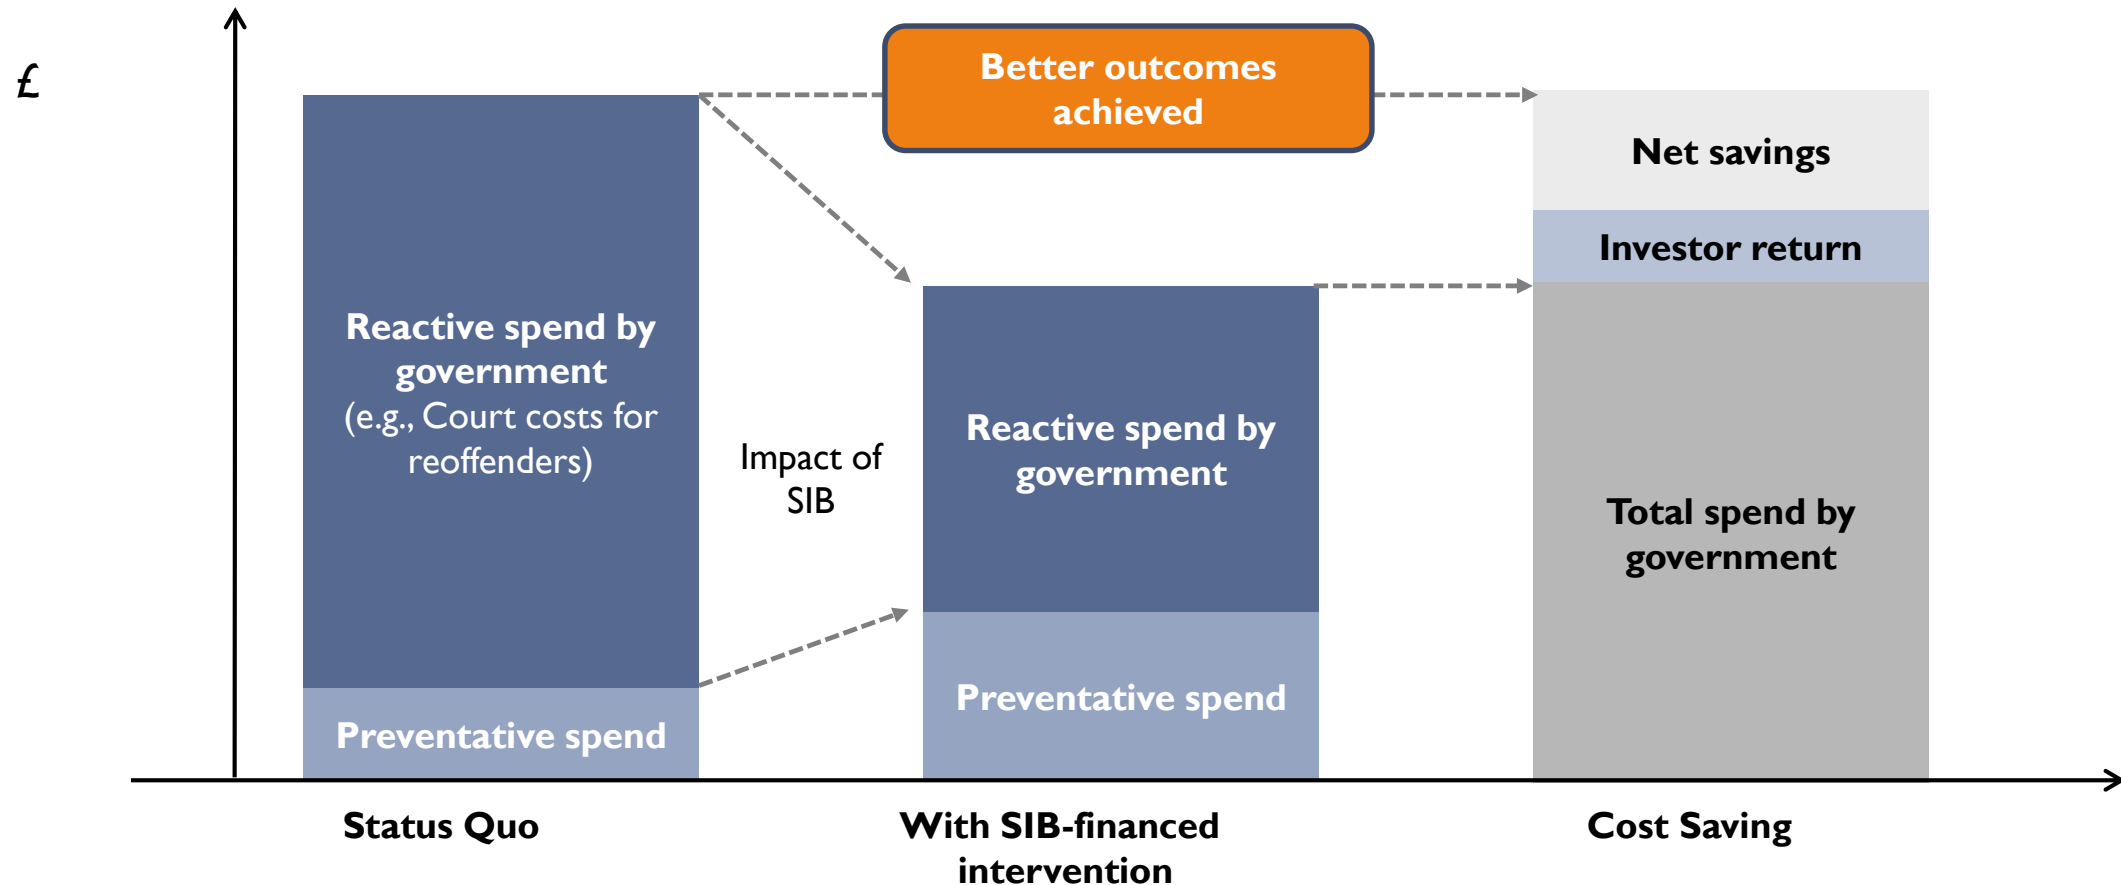 £
Better outcomes
achieved
Net savings
Investor return
Reactive spend by
government
(e.g., Court costs for
reoffenders)
Impact of
SIB
Reactive spend by
government
Total spend by
government
Preventative spend
Preventative spend
Status Quo
With SIB-financed
intervention
Cost Saving